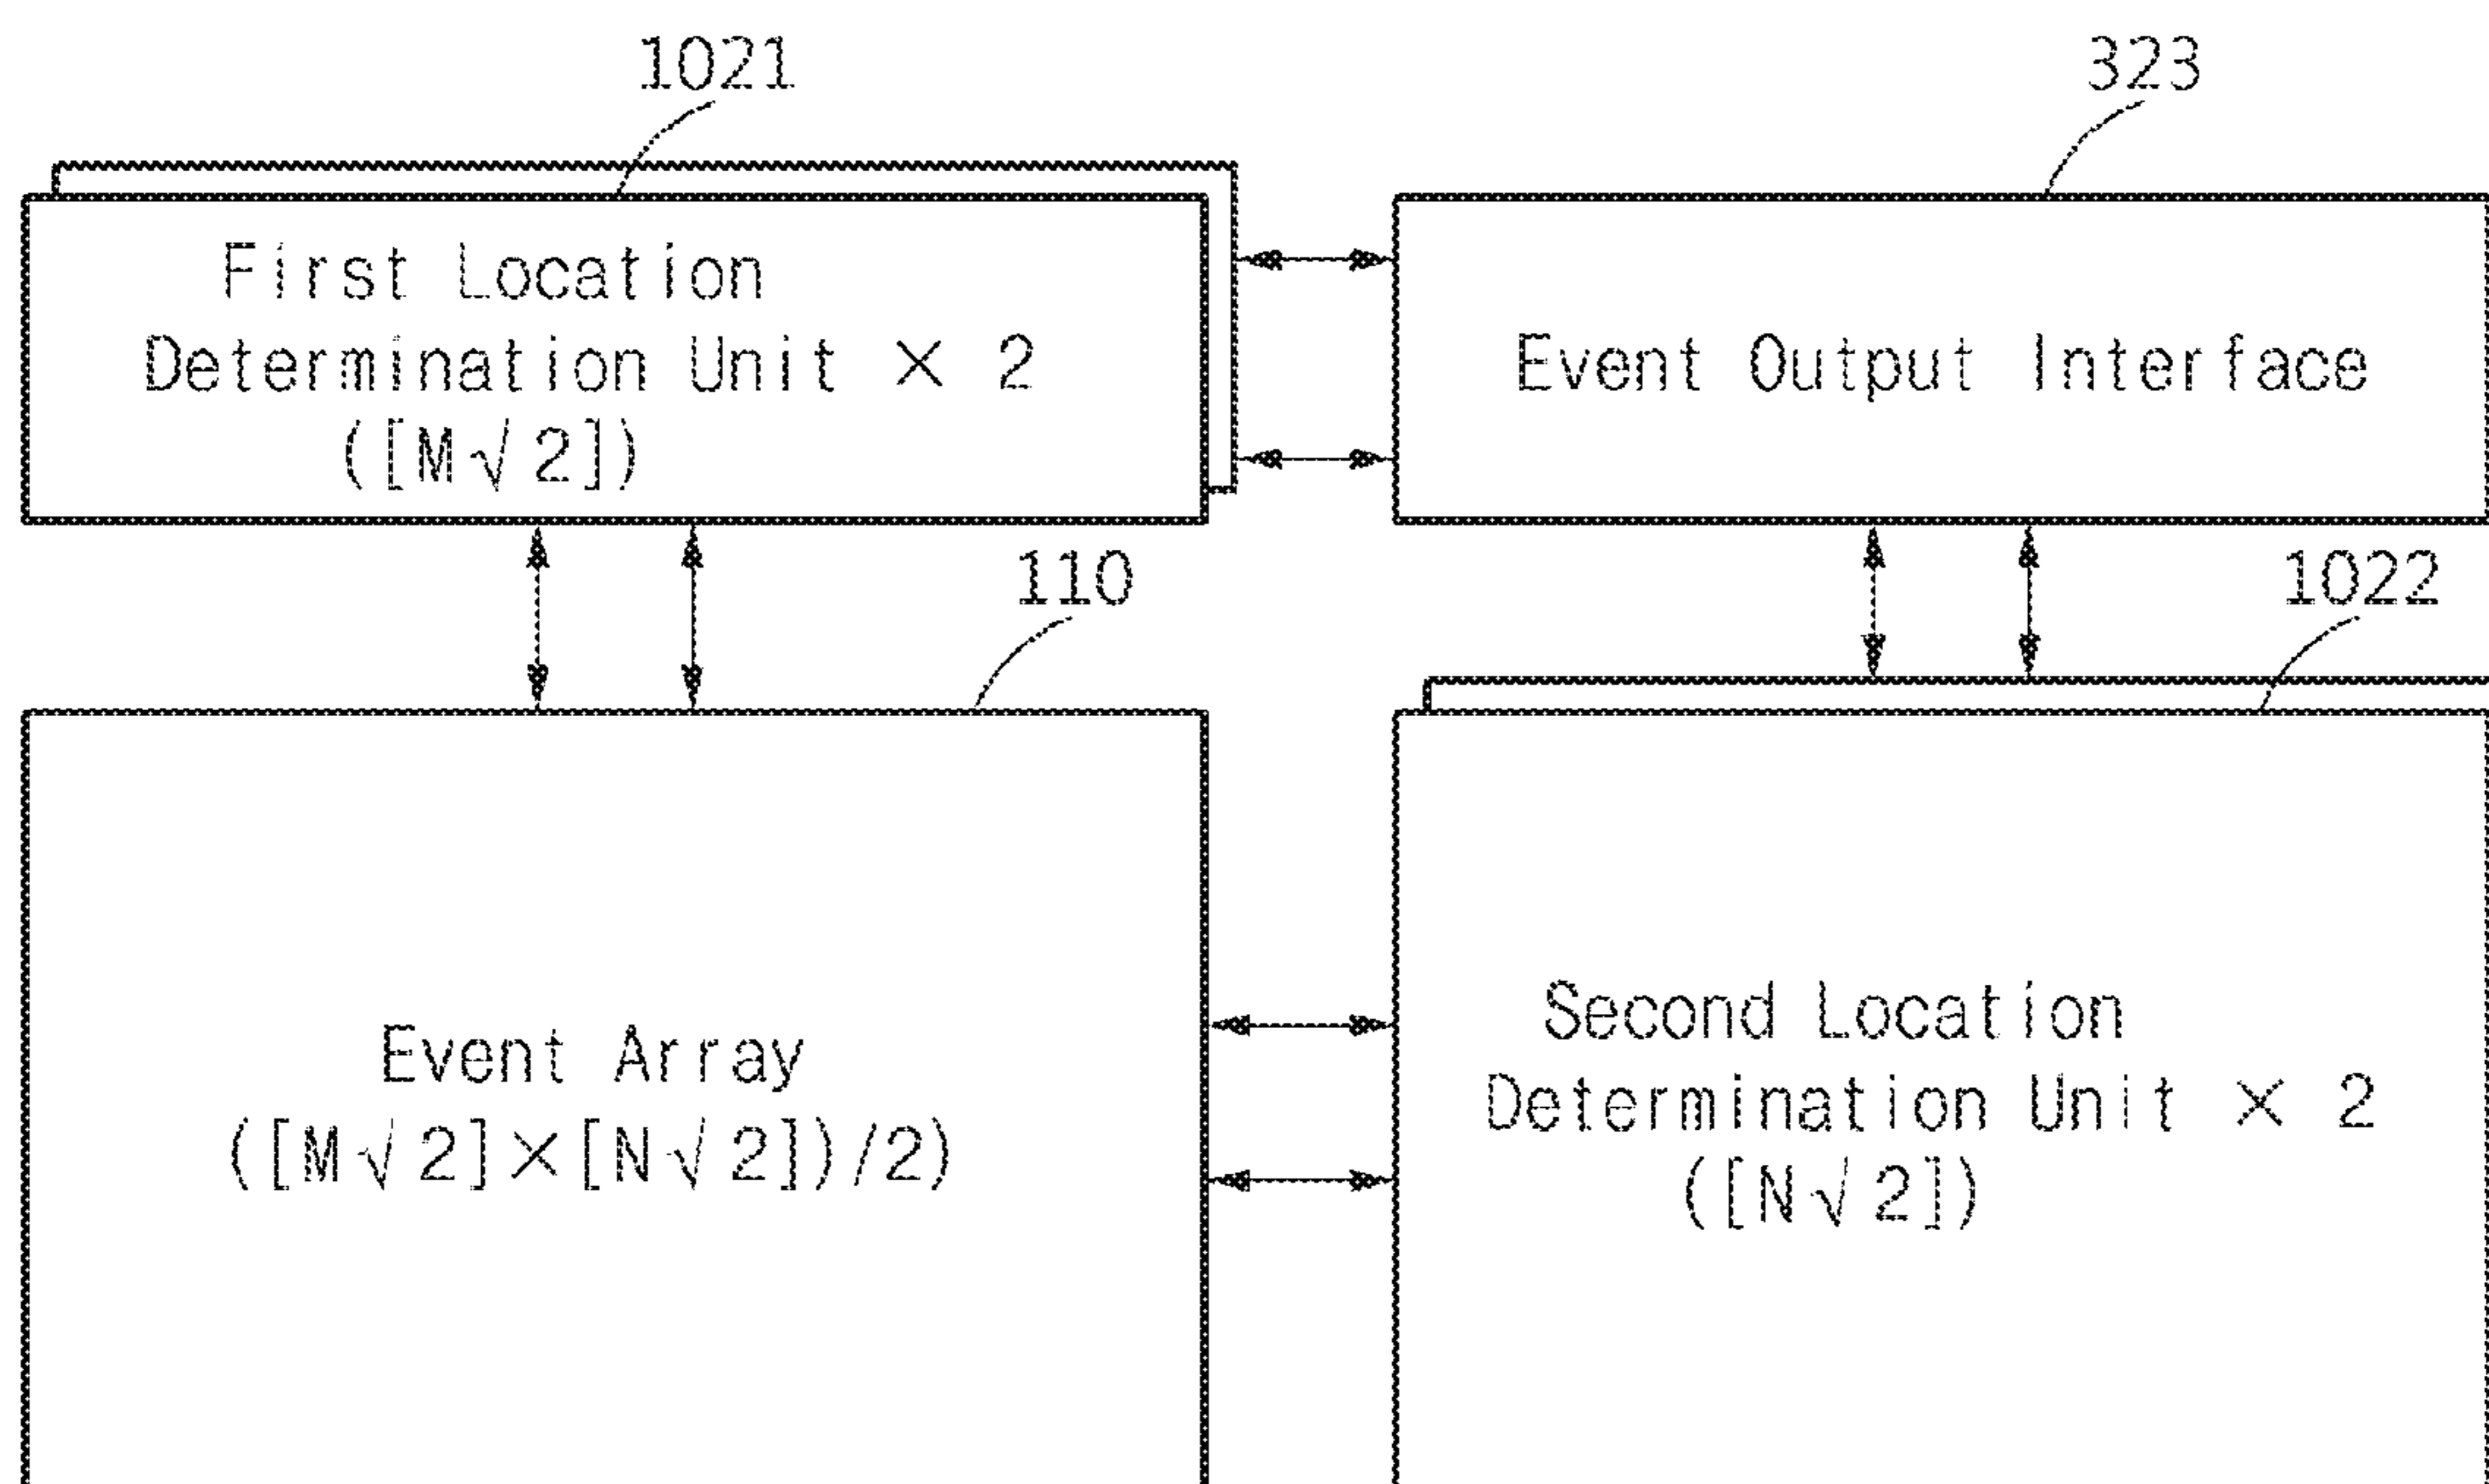 1021
323
First Location
Determination Unit × 2
([M√2])
Event Output Interface
110
1022
Event Array
([M√2]×[N√2])/2)
Second Location
Determination Unit × 2
([N√2])